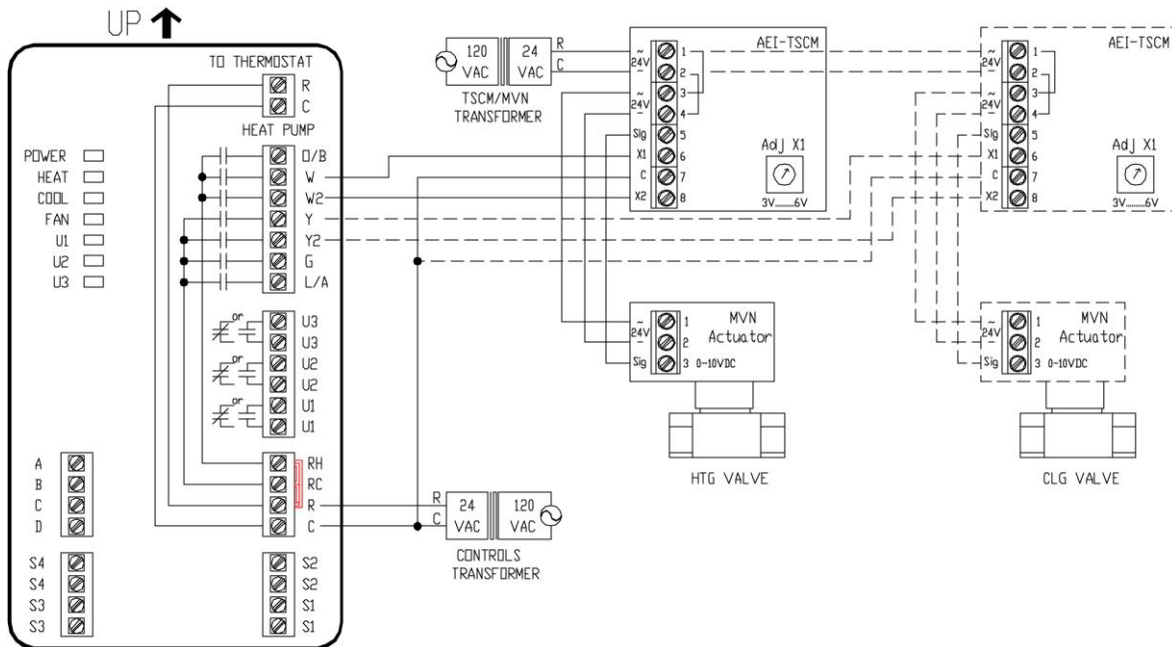 UP
TO THERMOSTAT
R
C
HEAT PUMP
O/B
W
W2
Y
Y2
G
L/A
POWER
HEAT
COOL
FAN
U1
U2
U3
or
U3
U3
or
U2
U2
or
U1
U1
A
B
C
D
RH
RC
R
C
S4
S4
S3
S3
S2
S2
S1
S1
120 VAC
24 VAC
R
C
TSCM/MVN
TRANSFORMER
R
C
24 VAC
120 VAC
CONTROLS
TRANSFORMER
AEI-TSCM
~
24V
~
24V
Sig
X1
C
X2
1
2
3
4
5
6
7
8
Adj X1
3V........6V
~
24V
Sig
1
2
3 0-10VDC
MVN
Actuator
HTG VALVE
AEI-TSCM
~
24V
~
24V
Sig
X1
C
X2
1
2
3
4
5
6
7
8
Adj X1
3V........6V
~
24V
Sig
1
2
3 0-10VDC
MVN
Actuator
CLG VALVE